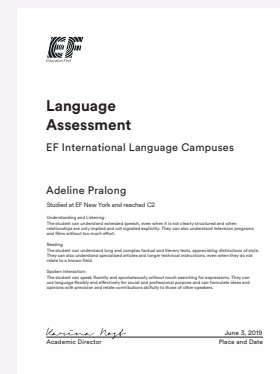 EF
Education First
Language
Assessment
EF International Language Campuses
Adeline Pralong
Studied at EF New York and reached C2
Understanding and Listening:
The student can understand extended speech, even when it is not clearly structured and when
relationships are only implied and not signaled explicitly. They can also understand television programs
and films without too much effort.
Reading
The student can understand long and complex factual and literary texts, appreciating distinctions of style.
They can also understand specialized articles and longer technical instructions, even when they do not
relate to a known field.
Spoken Interaction:
The student can speak fluently and spontaneously without much searching for expressions. They can
use language flexibly and effectively for social and professional purpose and can formulate ideas and
opinions with precision and relate contributions skilfully to those of other speakers.
June 3, 2019
Academic Director
Place and Date